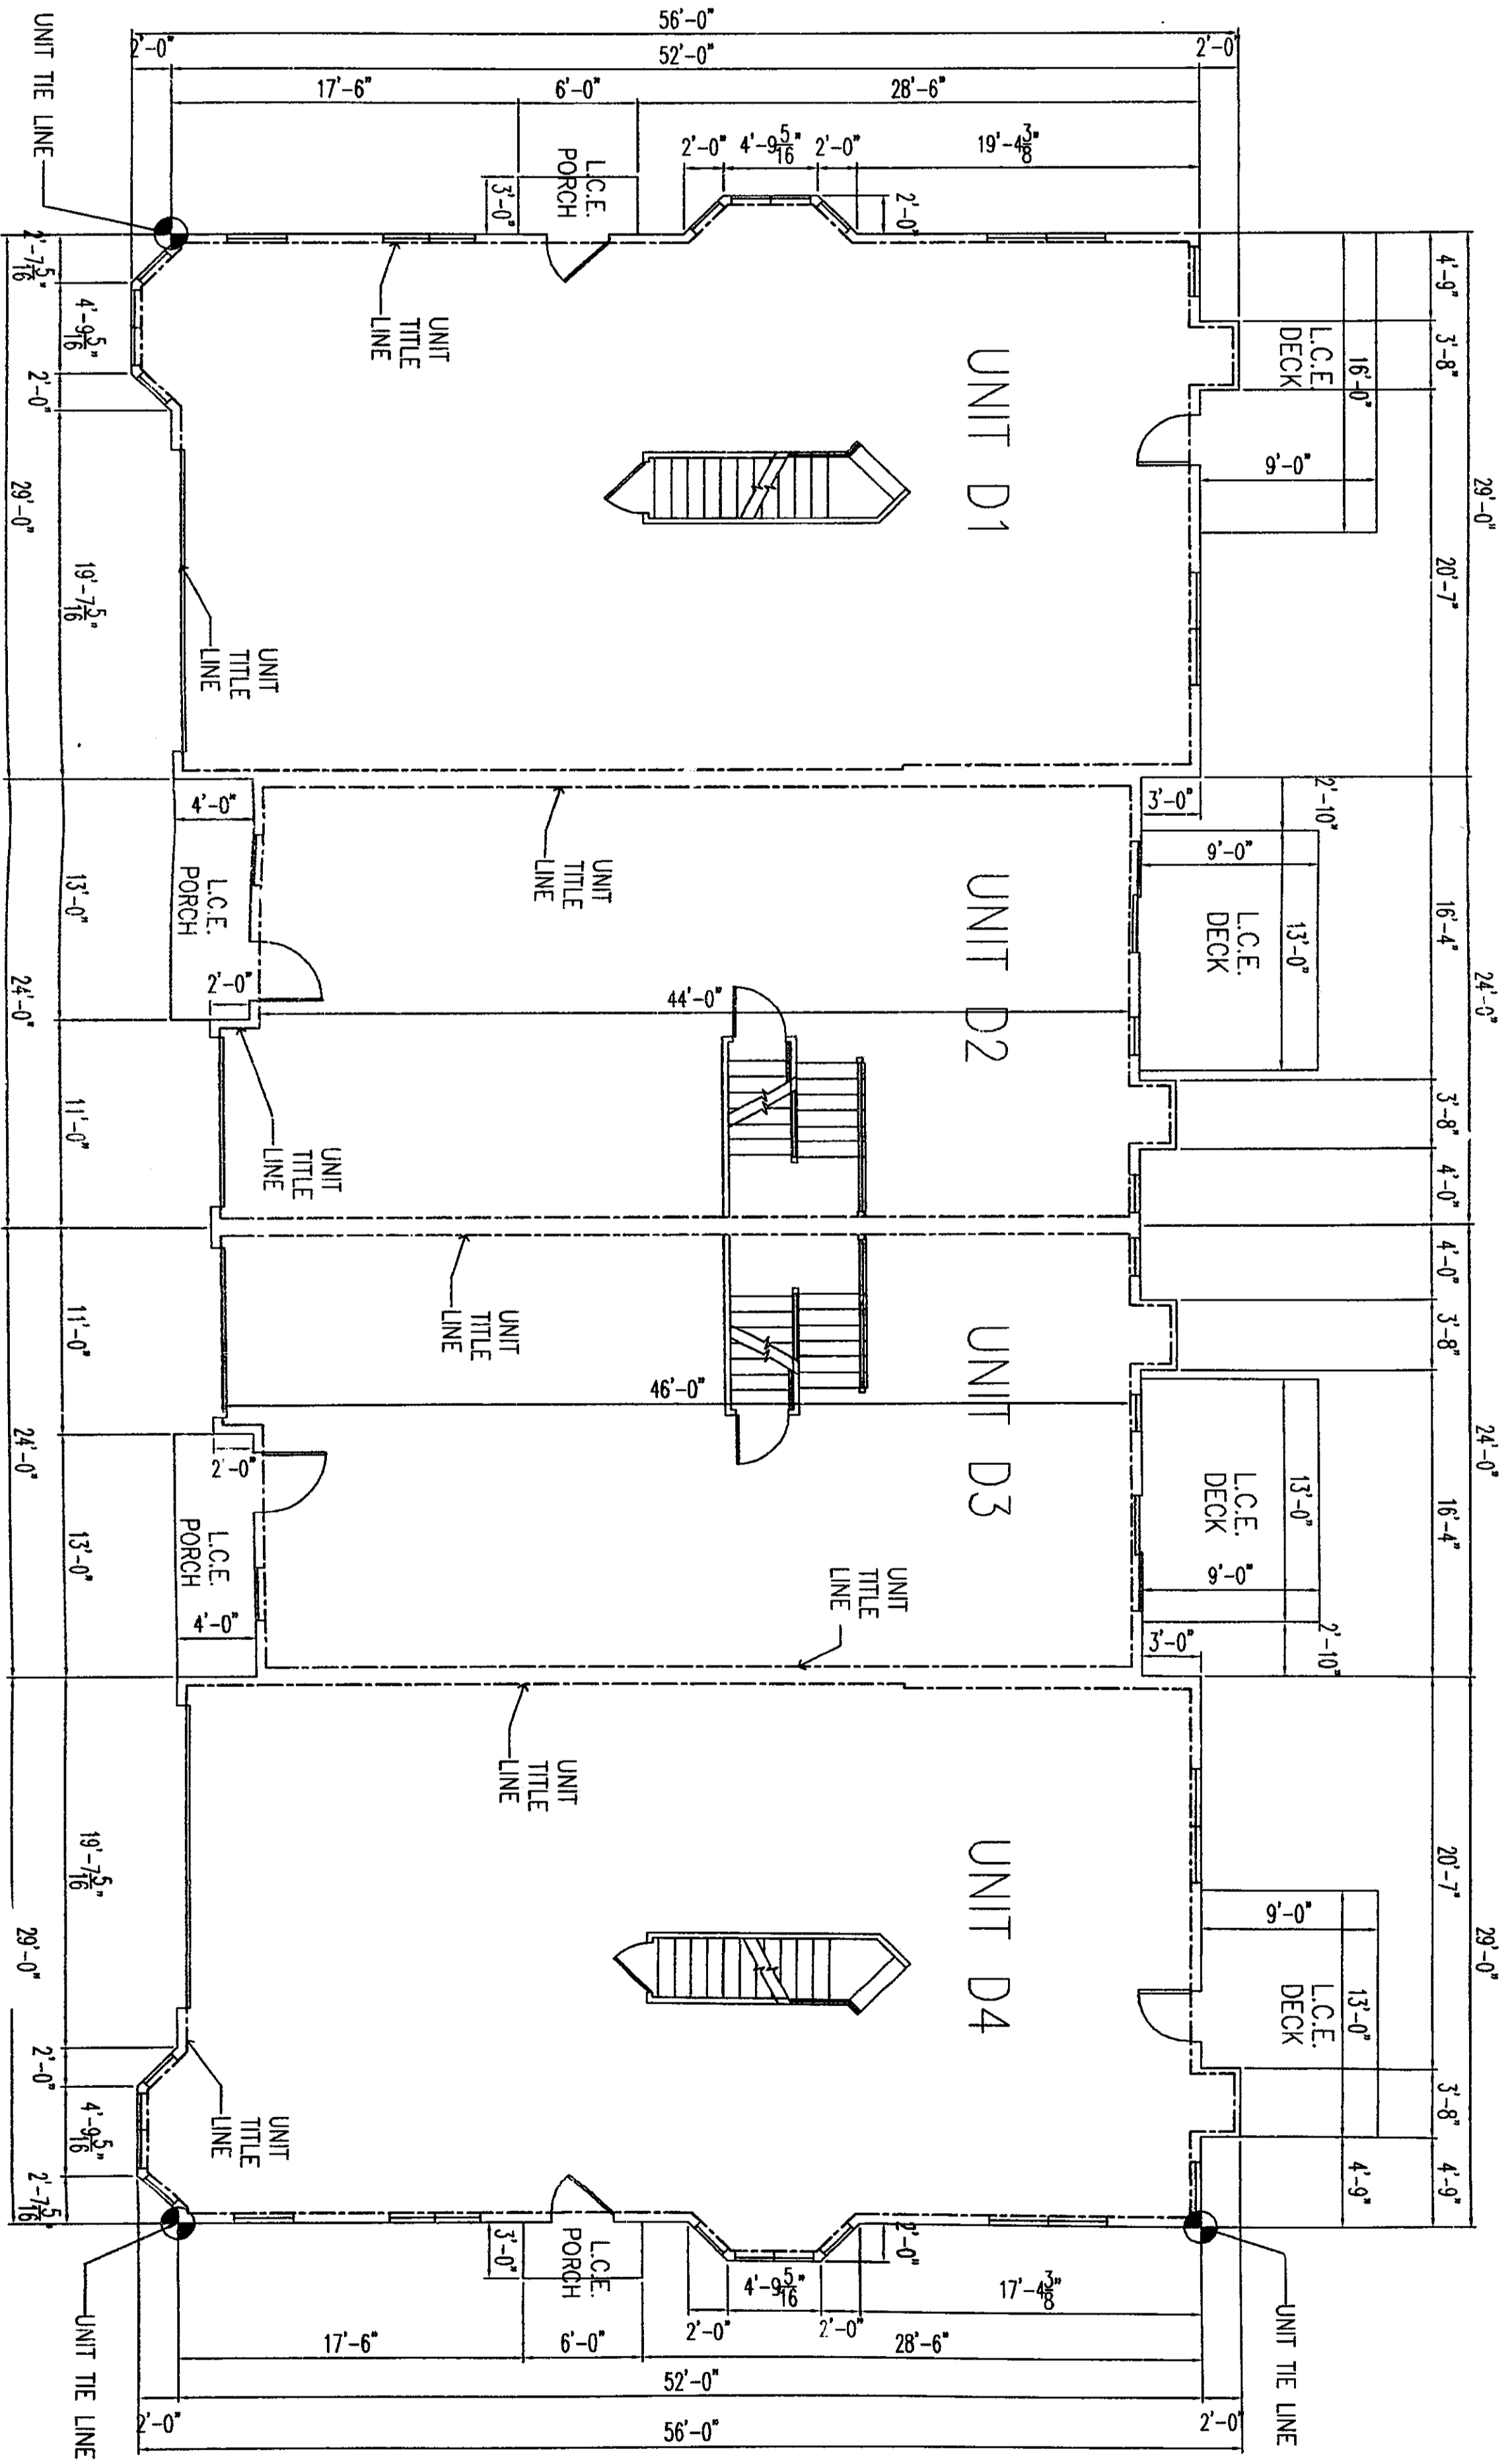 56'-0"
2'-0"
52'-0"
2'-0"
17'-6"
6'-0"
28'-6"
2'-0"
4'-9 5/16"
2'-0"
19'-4 3/8"
UNIT TIE LINE
L.C.E.
PORCH
3'-0"
2'-0"
2'-7 5/16"
4'-9 5/16"
2'-0"
19'-7 5/16"
29'-0"
UNIT
TITLE
LINE
UNIT
TITLE
LINE
UNIT D1
L.C.E.
DECK
16'-0"
9'-0"
4'-9"
3'-8"
20'-7"
29'-0"
4'-0"
L.C.E.
PORCH
13'-0"
2'-0"
11'-0"
24'-0"
UNIT
TITLE
LINE
UNIT
TITLE
LINE
44'-0"
UNIT D2
3'-0"
2'-10"
9'-0"
13'-0"
L.C.E.
DECK
16'-4"
3'-8"
4'-0"
24'-0"
UNIT
TITLE
LINE
46'-0"
UNIT D3
11'-0"
2'-0"
13'-0"
24'-0"
L.C.E.
PORCH
4'-0"
UNIT
TITLE
LINE
4'-0"
3'-8"
16'-4"
24'-0"
13'-0"
L.C.E.
DECK
9'-0"
3'-0"
2'-10"
UNIT
TITLE
LINE
UNIT D4
19'-7 5/16"
29'-0"
2'-0"
4'-9 5/16"
2'-7 5/16"
UNIT
TITLE
LINE
20'-7"
29'-0"
9'-0"
13'-0"
L.C.E.
DECK
3'-8"
4'-9"
4'-9"
3'-0"
L.C.E.
PORCH
2'-0"
4'-9 5/16"
17'-4 3/8"
2'-0"
2'-0"
17'-6"
6'-0"
28'-6"
52'-0"
2'-0"
2'-0"
56'-0"
UNIT TIE LINE
UNIT TIE LINE